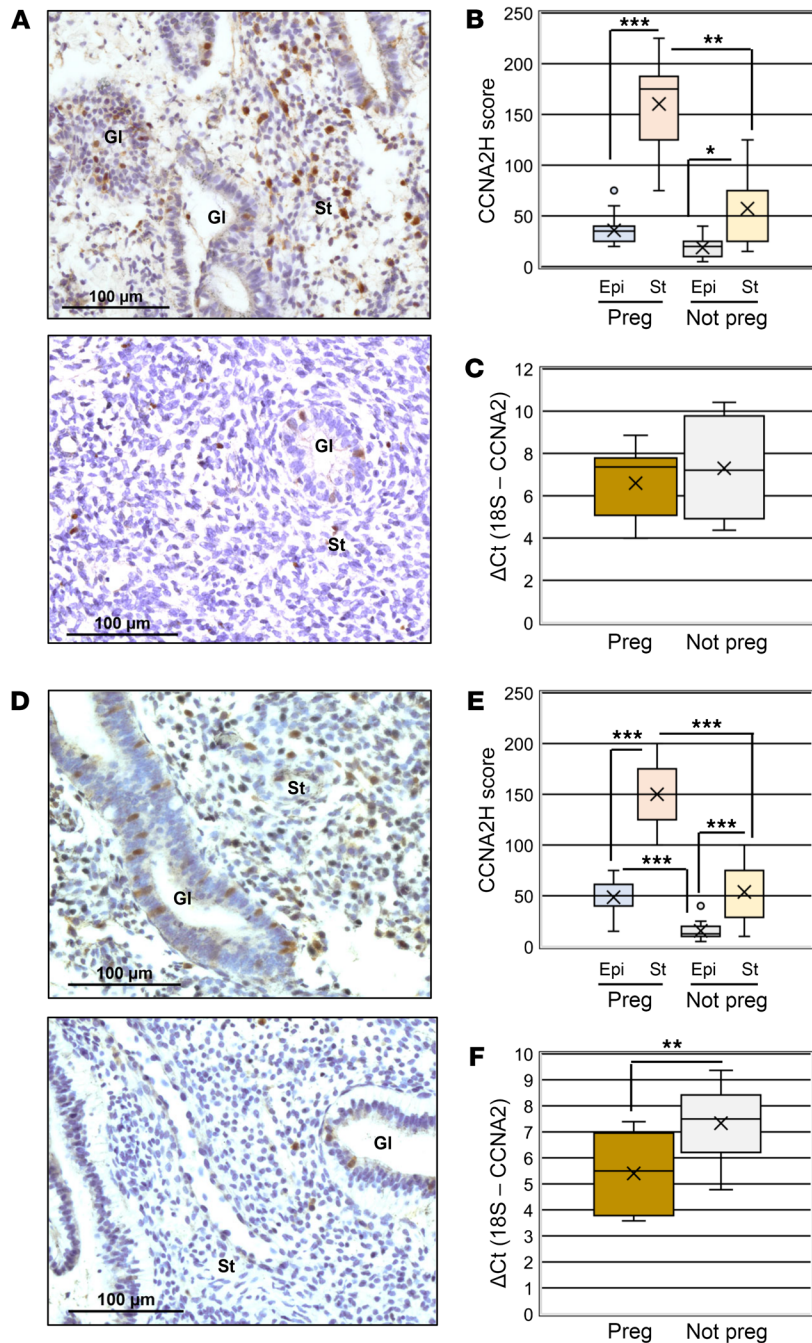 A
Gl
Gl
St
100 µm
Gl
St
100 µm
B
CCNA2H score
250
200
150
100
50
0
***
**
*
Epi St Epi St
Preg Not preg
C
ΔCt (18S – CCNA2)
12
10
8
6
4
2
0
Preg Not preg
D
St
Gl
100 µm
Gl
St
100 µm
E
CCNA2H score
250
200
150
100
50
0
***
***
***
***
Epi St Epi St
Preg Not preg
F
ΔCt (18S – CCNA2)
10
9
8
7
6
5
4
3
2
1
0
**
Preg Not preg